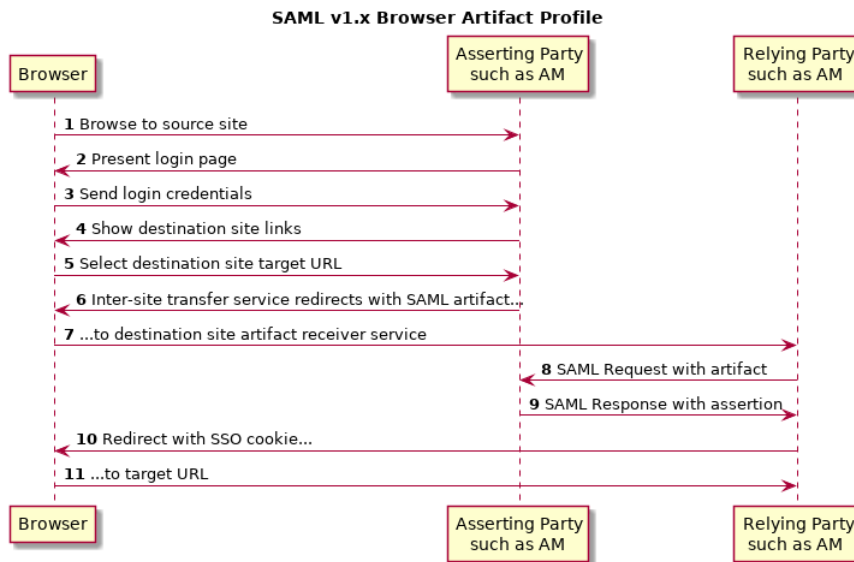 SAML v1.x Browser Artifact Profile
Browser
Asserting Party
such as AM
Relying Party
such as AM
1 Browse to source site
2 Present login page
3 Send login credentials
4 Show destination site links
5 Select destination site target URL
6 Inter-site transfer service redirects with SAML artifact...
7 ...to destination site artifact receiver service
8 SAML Request with artifact
9 SAML Response with assertion
10 Redirect with SSO cookie...
11 ...to target URL
Browser
Asserting Party
such as AM
Relying Party
such as AM